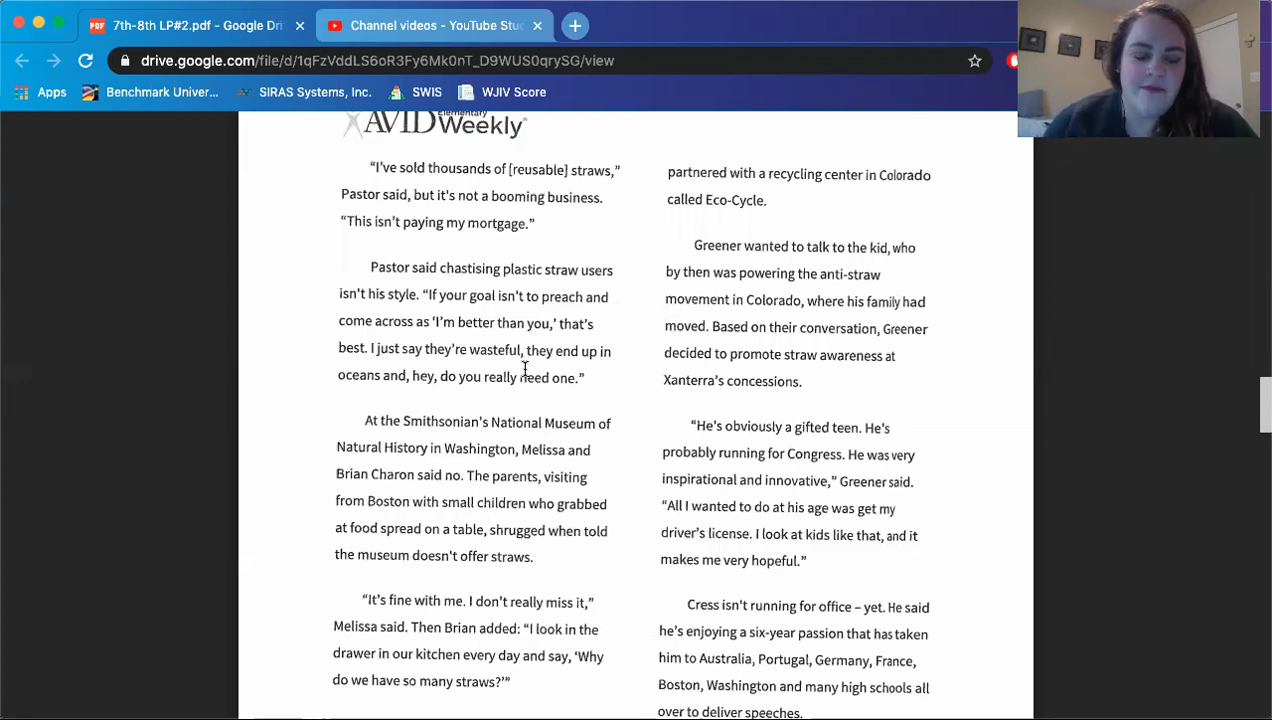 7th-8th LP#2.pdf - Google Dri
Channel videos - YouTube Stud
drive.google.com/file/d/1qFzVddLS6oR3Fy6Mk0nT_D9WUS0qrySG/view
Apps
Benchmark Univer...
SIRAS Systems, Inc.
SWIS
WJIV Score
Elementary
AVID Weekly
“I’ve sold thousands of [reusable] straws,”
Pastor said, but it's not a booming business.
“This isn’t paying my mortgage.”
Pastor said chastising plastic straw users
isn't his style. “If your goal isn’t to preach and
come across as ‘I’m better than you,’ that’s
best. I just say they’re wasteful, they end up in
oceans and, hey, do you really need one.”
At the Smithsonian's National Museum of
Natural History in Washington, Melissa and
Brian Charon said no. The parents, visiting
from Boston with small children who grabbed
at food spread on a table, shrugged when told
the museum doesn't offer straws.
“It’s fine with me. I don’t really miss it,”
Melissa said. Then Brian added: “I look in the
drawer in our kitchen every day and say, ‘Why
do we have so many straws?’”
partnered with a recycling center in Colorado
called Eco-Cycle.
Greener wanted to talk to the kid, who
by then was powering the anti-straw
movement in Colorado, where his family had
moved. Based on their conversation, Greener
decided to promote straw awareness at
Xanterra’s concessions.
“He’s obviously a gifted teen. He’s
probably running for Congress. He was very
inspirational and innovative,” Greener said.
“All I wanted to do at his age was get my
driver’s license. I look at kids like that, and it
makes me very hopeful.”
Cress isn't running for office – yet. He said
he’s enjoying a six-year passion that has taken
him to Australia, Portugal, Germany, France,
Boston, Washington and many high schools all
over to deliver speeches.